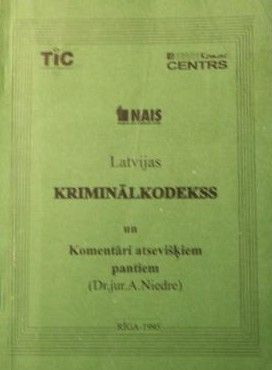 TIC
CENTRS
NAIS
Latvijas
KRIMINĀLKODEKSS
un
Komentāri atsevišķiem
pantiem
(Dr.jur.A.Niedre)
RĪGA-1995